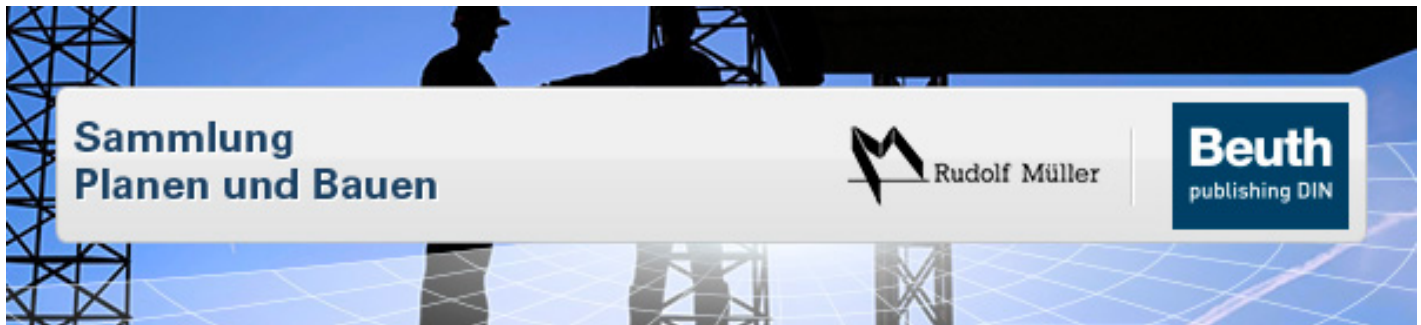 Sammlung
Planen und Bauen
Rudolf Müller
Beuth
publishing DIN